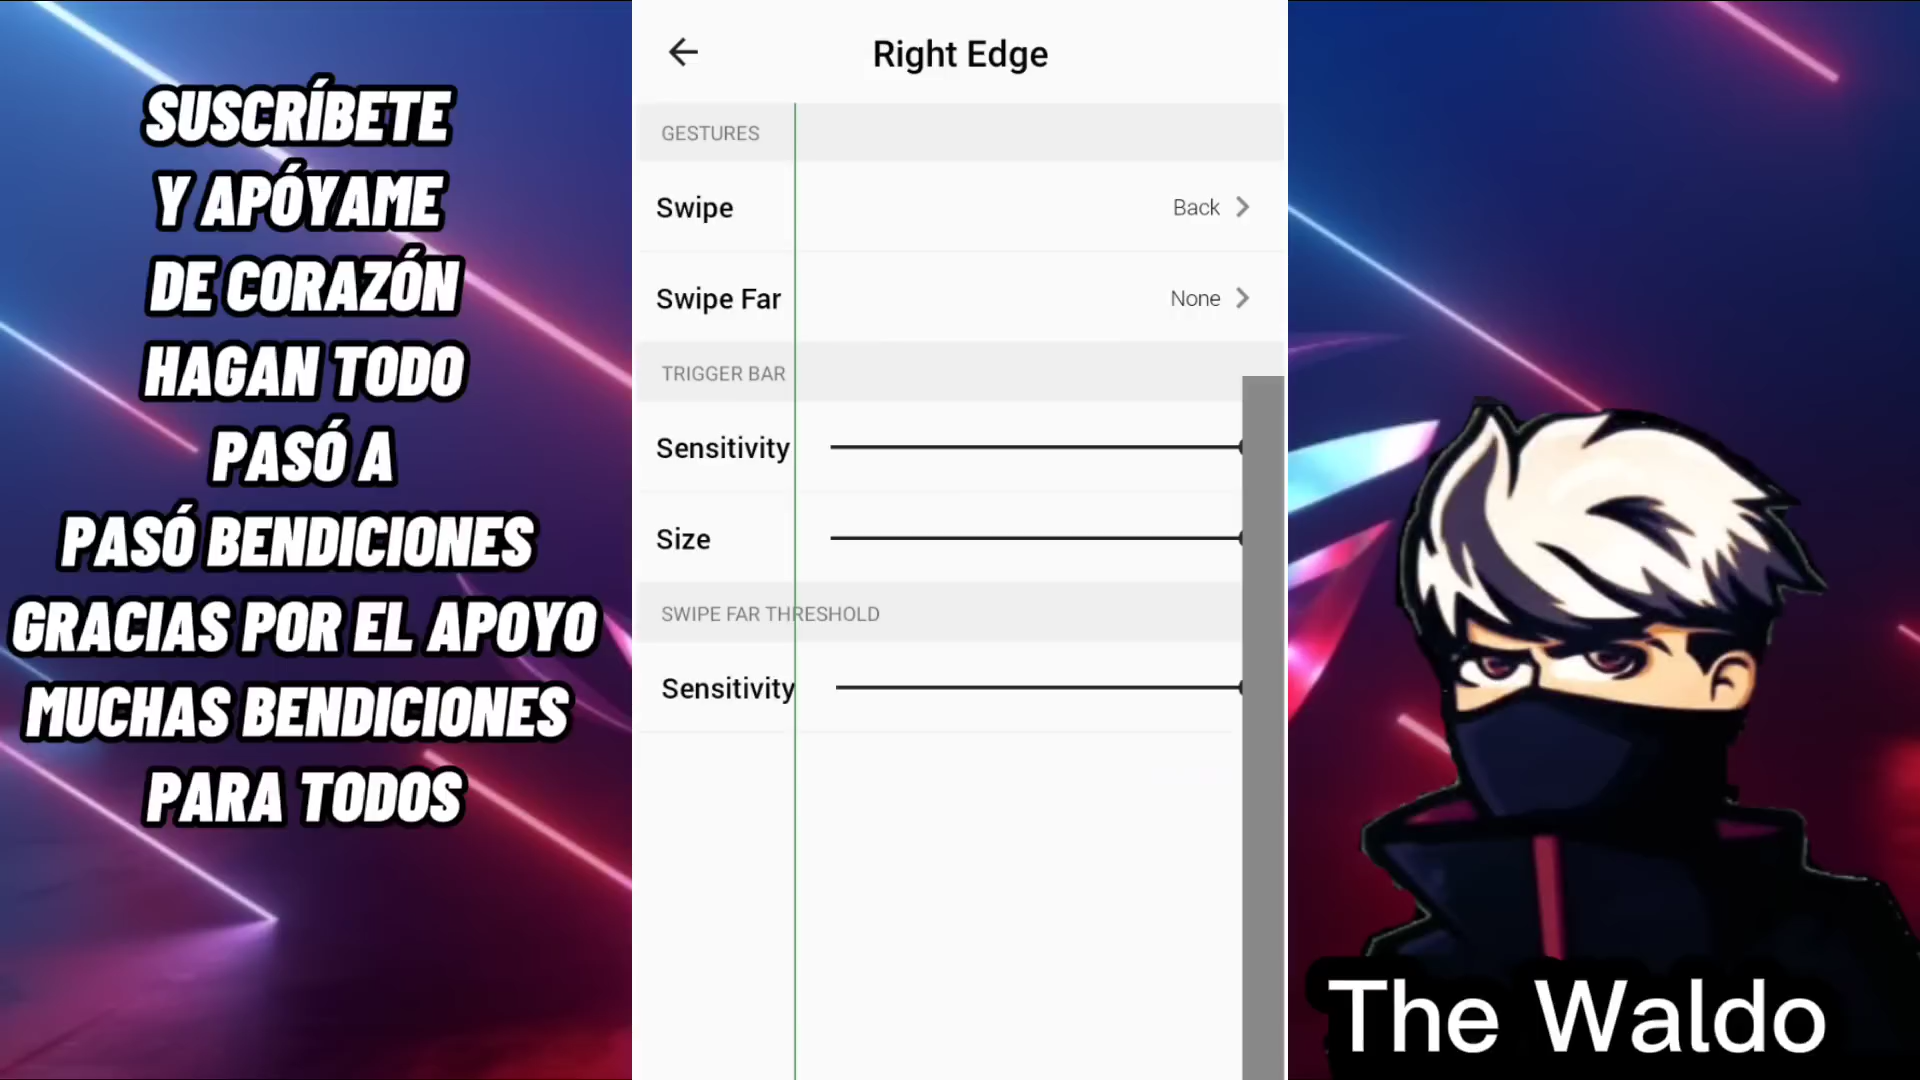 SUSCRÍBETE
Y APÓYAME
DE CORAZÓN
HAGAN TODO
PASÓ A
PASÓ BENDICIONES
GRACIAS POR EL APOYO
MUCHAS BENDICIONES
PARA TODOS
Right Edge
GESTURES
Swipe Back
Swipe Far None
TRIGGER BAR
Sensitivity
Size
SWIPE FAR THRESHOLD
Sensitivity
The Waldo